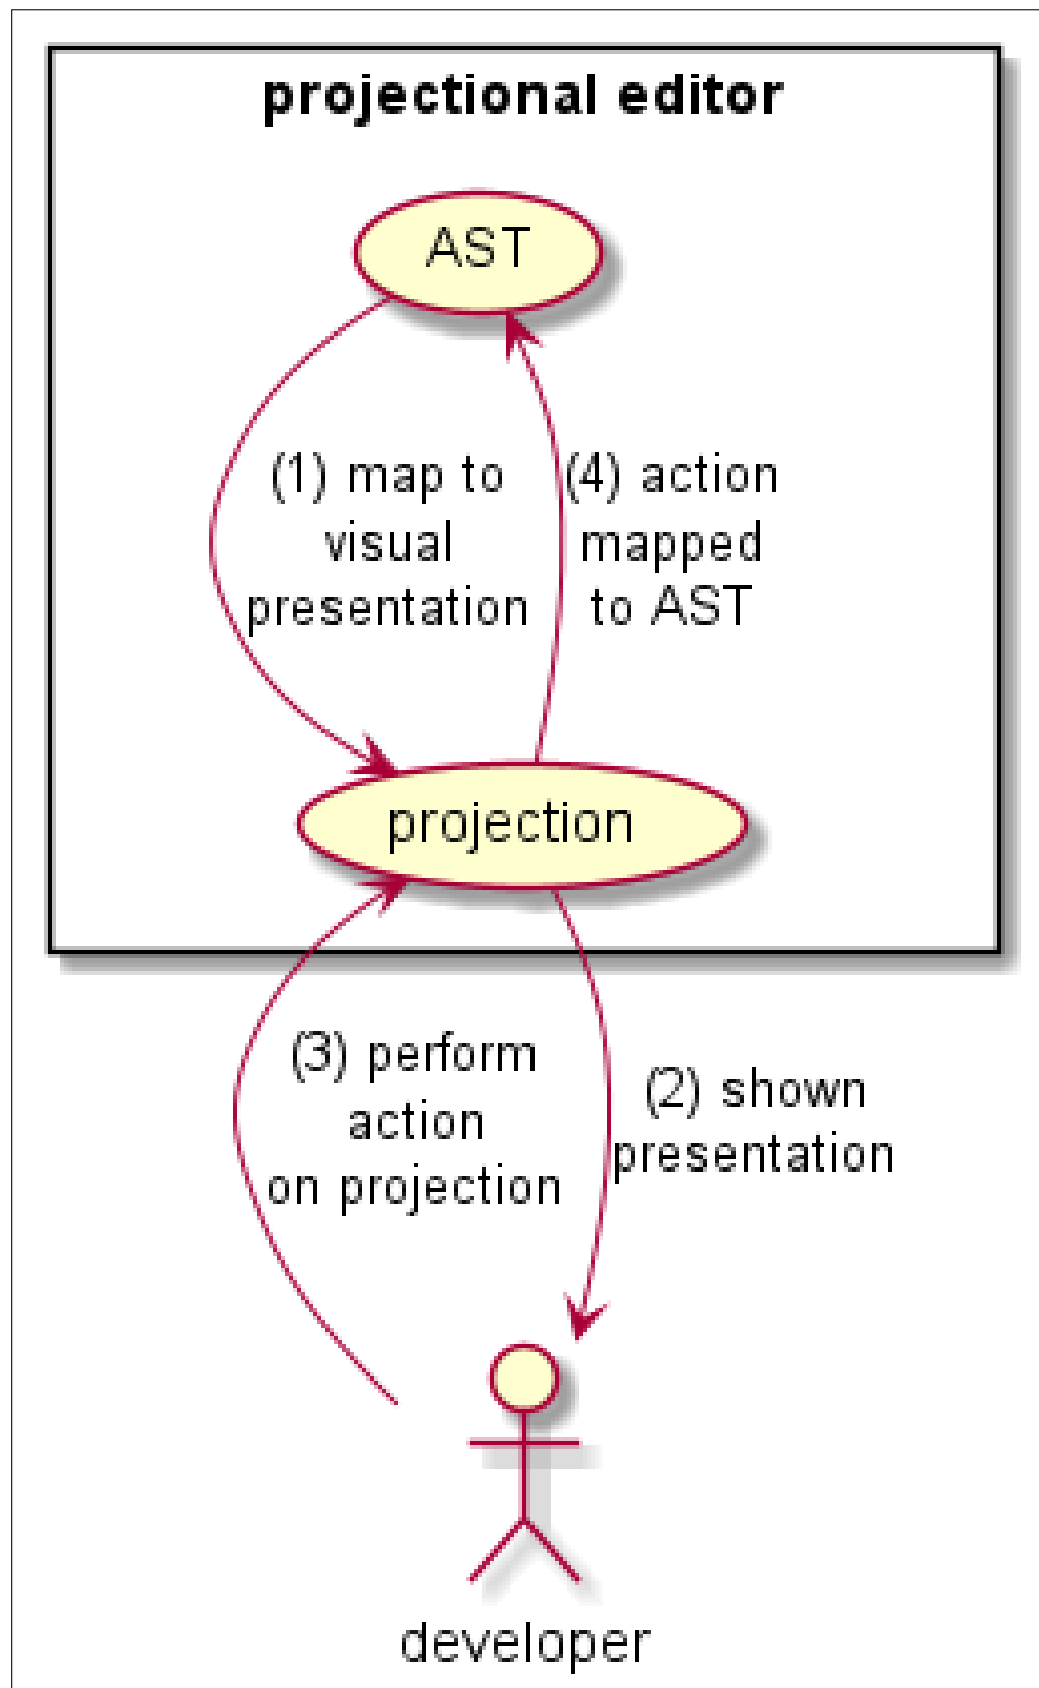 projectional editor
AST
(1) map to
visual
presentation
(4) action
mapped
to AST
projection
(3) perform
action
on projection
(2) shown
presentation
developer